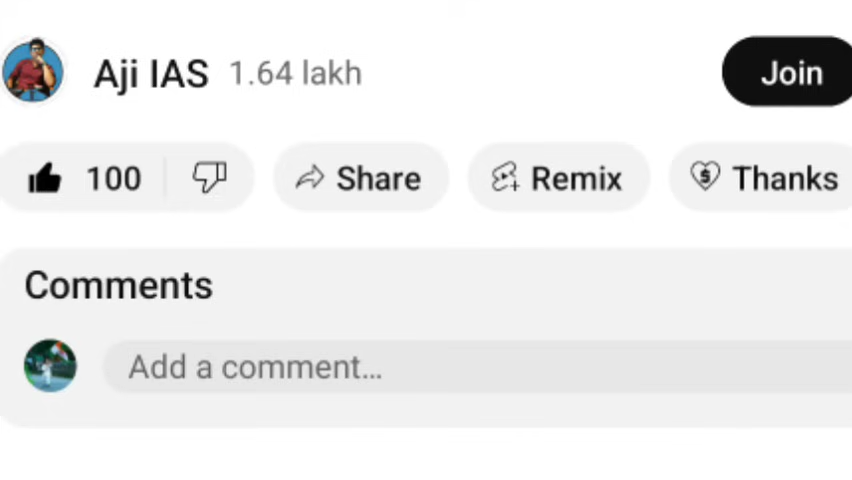 Aji IAS 1.64 lakh Join
100 Share Remix Thanks
Comments
Add a comment...